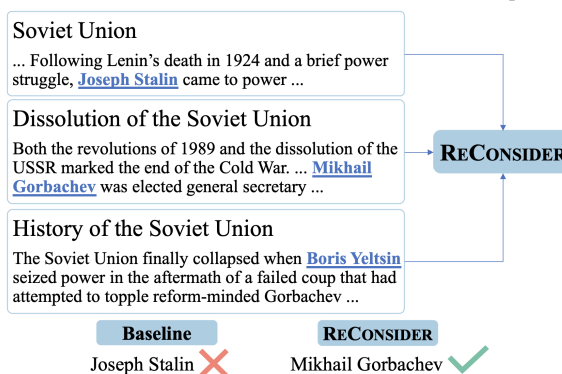 Soviet Union
... Following Lenin's death in 1924 and a brief power
struggle, Joseph Stalin came to power ...
Dissolution of the Soviet Union
Both the revolutions of 1989 and the dissolution of the
USSR marked the end of the Cold War. ... Mikhail
Gorbachev was elected general secretary ...
RECONSIDER
History of the Soviet Union
The Soviet Union finally collapsed when Boris Yeltsin
seized power in the aftermath of a failed coup that had
attempted to topple reform-minded Gorbachev ...
Baseline
RECONSIDER
Joseph Stalin
Mikhail Gorbachev